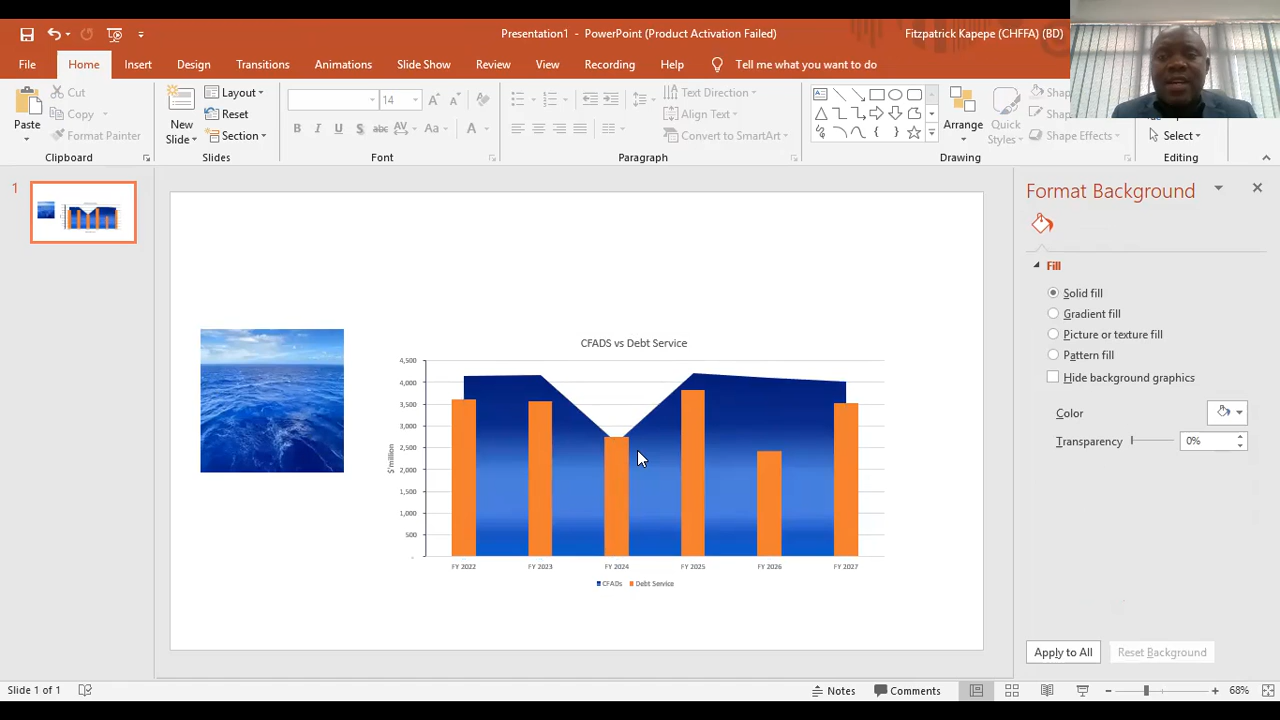 Presentation1 - PowerPoint (Product Activation Failed)
Fitzpatrick Kapepe (CHFFA) (BD)
File
Home
Insert
Design
Transitions
Animations
Slide Show
Review
View
Recording
Help
Tell me what you want to do
Paste
Cut
Copy
Format Painter
Clipboard
New Slide
Layout
Reset
Section
Slides
14
Font
Text Direction
Align Text
Convert to SmartArt
Paragraph
Arrange
Quick Styles
Shape Effects
Drawing
Select
Editing
1
CFADS vs Debt Service
4,500
4,000
3,500
3,000
2,500
2,000
1,500
1,000
500
-
$'million
FY 2022
FY 2023
FY 2024
FY 2025
FY 2026
FY 2027
CFADs
Debt Service
Format Background
Fill
Solid fill
Gradient fill
Picture or texture fill
Pattern fill
Hide background graphics
Color
Transparency
0%
Apply to All
Reset Background
Slide 1 of 1
Notes
Comments
68%